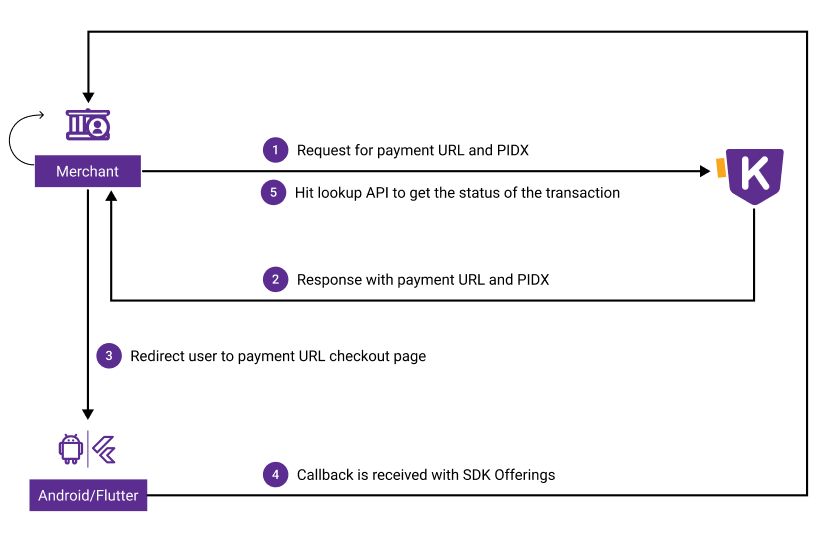 1 Request for payment URL and PIDX
Merchant
K
5 Hit lookup API to get the status of the transaction
2 Response with payment URL and PIDX
3 Redirect user to payment URL checkout page
4 Callback is received with SDK Offerings
Android/Flutter